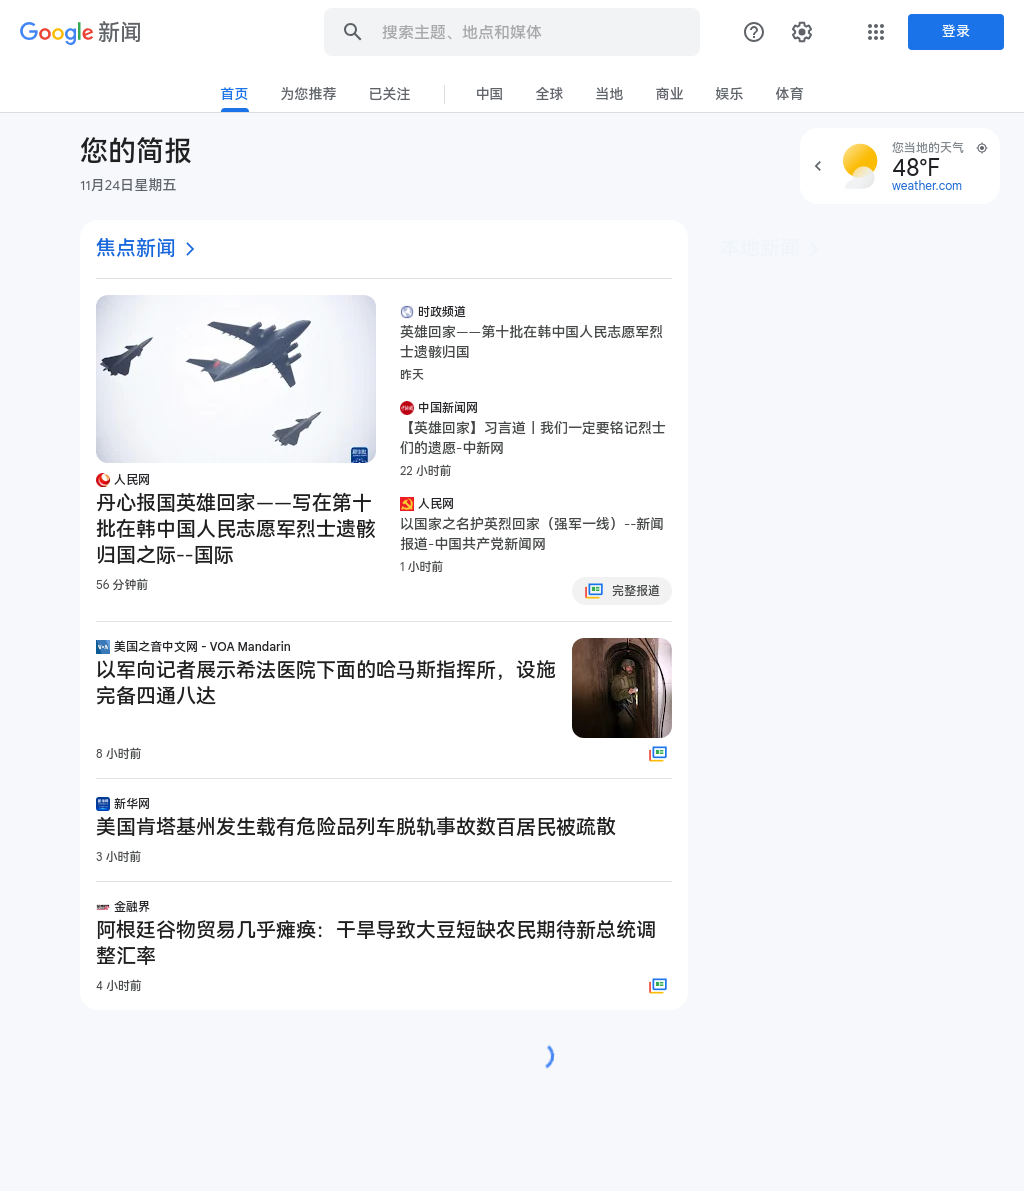 Google 新闻
搜索主题、地点和媒体
登录
首页
为您推荐
已关注
中国
全球
当地
商业
娱乐
体育
您的简报
11月24日星期五
您当地的天气
48°F
weather.com
焦点新闻
本地新闻
人民网
丹心报国英雄回家——写在第十
批在韩中国人民志愿军烈士遗骸
归国之际--国际
56 分钟前
时政频道
英雄回家——第十批在韩中国人民志愿军烈
士遗骸归国
昨天
中国新闻网
【英雄回家】习言道丨我们一定要铭记烈士
们的遗愿-中新网
22 小时前
人民网
以国家之名护英烈回家（强军一线）--新闻
报道-中国共产党新闻网
1 小时前
完整报道
美国之音中文网 - VOA Mandarin
以军向记者展示希法医院下面的哈马斯指挥所，设施
完备四通八达
8 小时前
新华网
美国肯塔基州发生载有危险品列车脱轨事故数百居民被疏散
3 小时前
金融界
阿根廷谷物贸易几乎瘫痪：干旱导致大豆短缺农民期待新总统调
整汇率
4 小时前